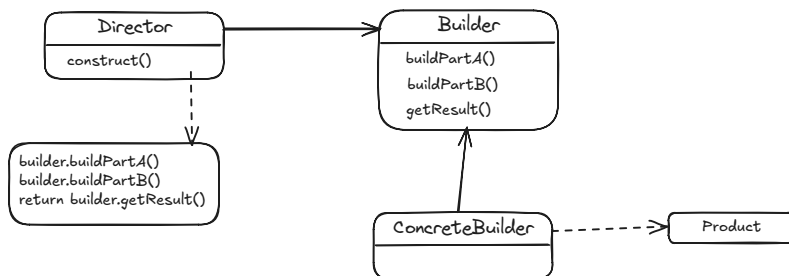 Director
construct()
Builder
buildPartA()
buildPartB()
getResult()
builder.buildPartA()
builder.buildPartB()
return builder.getResult()
ConcreteBuilder
Product